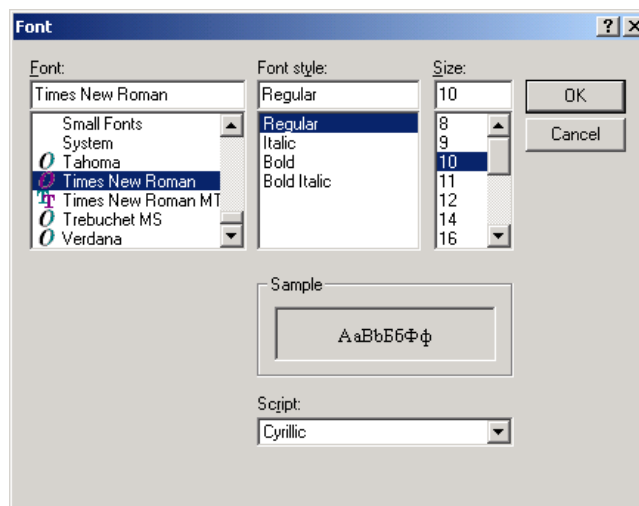 Font
Font:
Font style:
Size:
Times New Roman
Regular
10
OK
Cancel
Small Fonts
System
Tahoma
Times New Roman
Times New Roman MT
Trebuchet MS
Verdana
Regular
Italic
Bold
Bold Italic
8
9
10
11
12
14
16
Sample
AaBbБбФф
Script:
Cyrillic